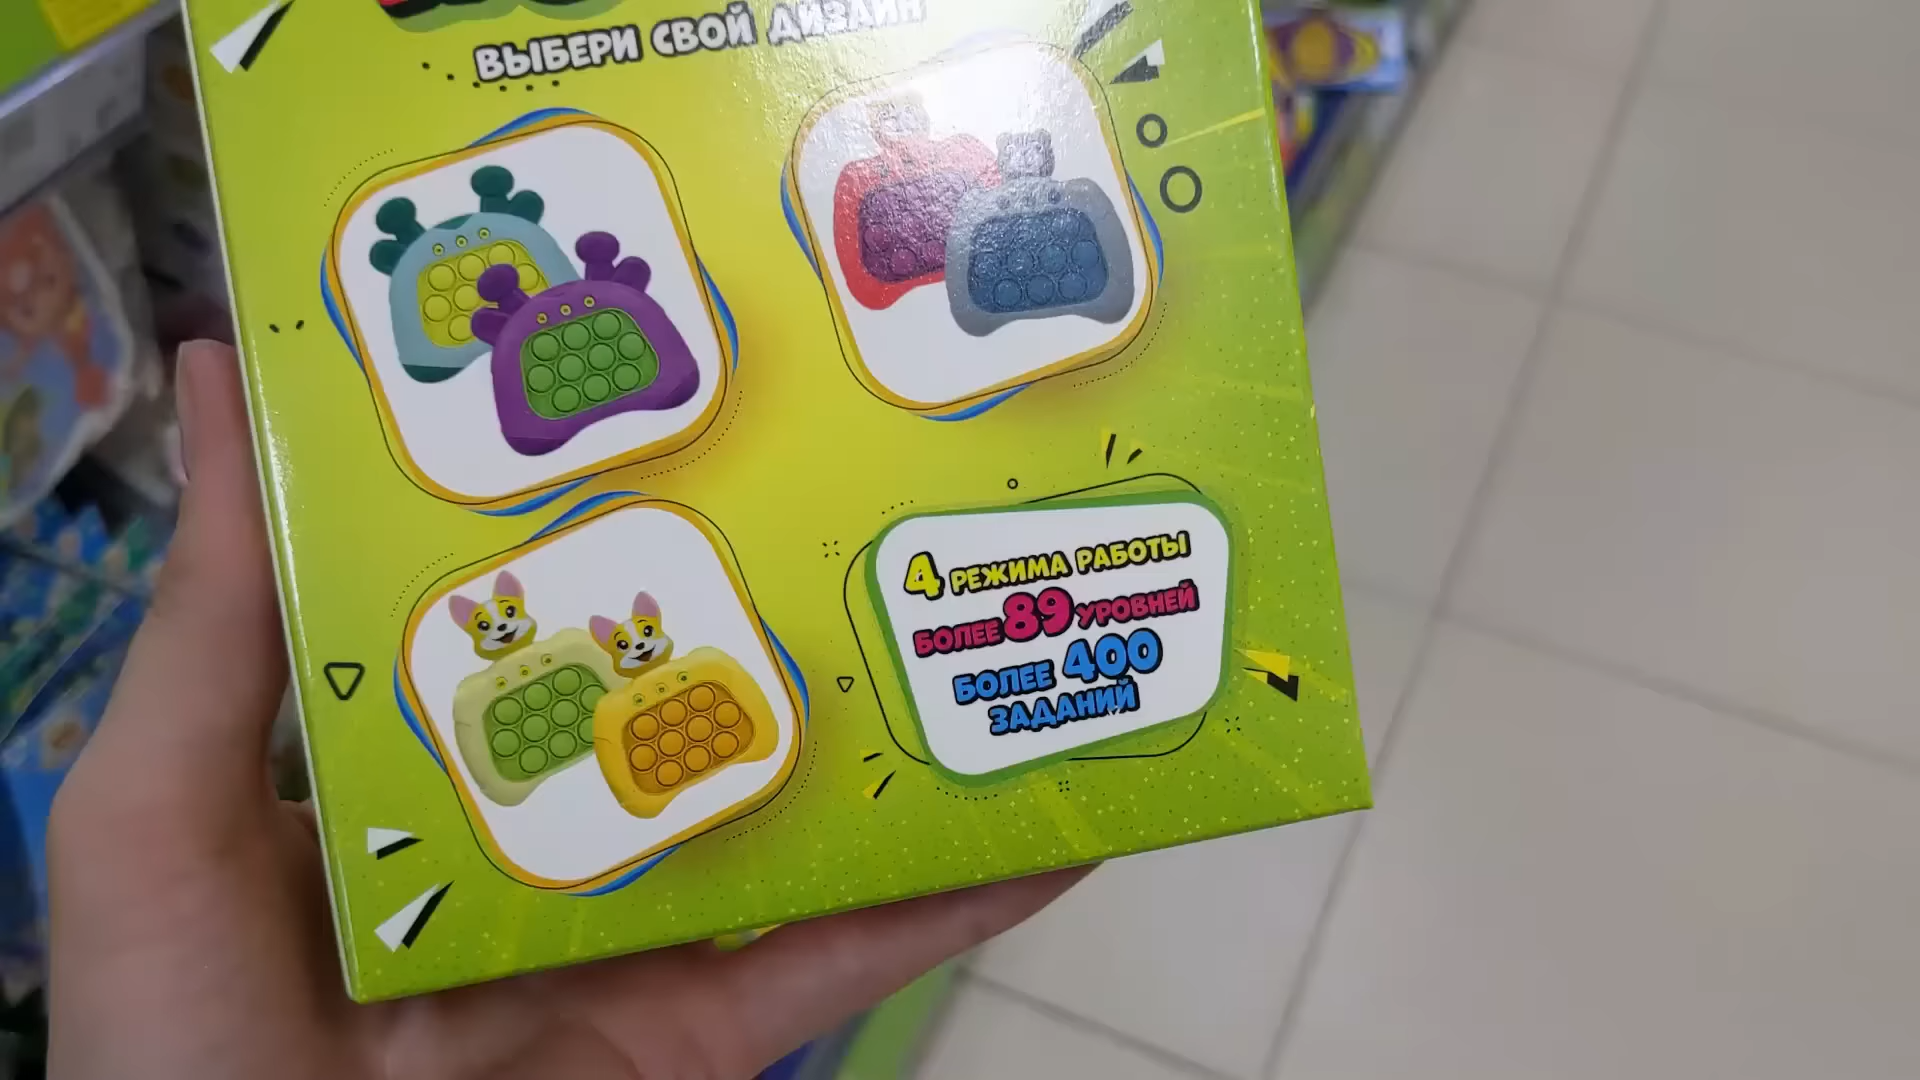 ВЫБЕРИ СВОЙ ДИЗАЙН
4 РЕЖИМА РАБОТЫ
БОЛЕЕ 89 УРОВНЕЙ
БОЛЕЕ 400
ЗАДАНИЙ